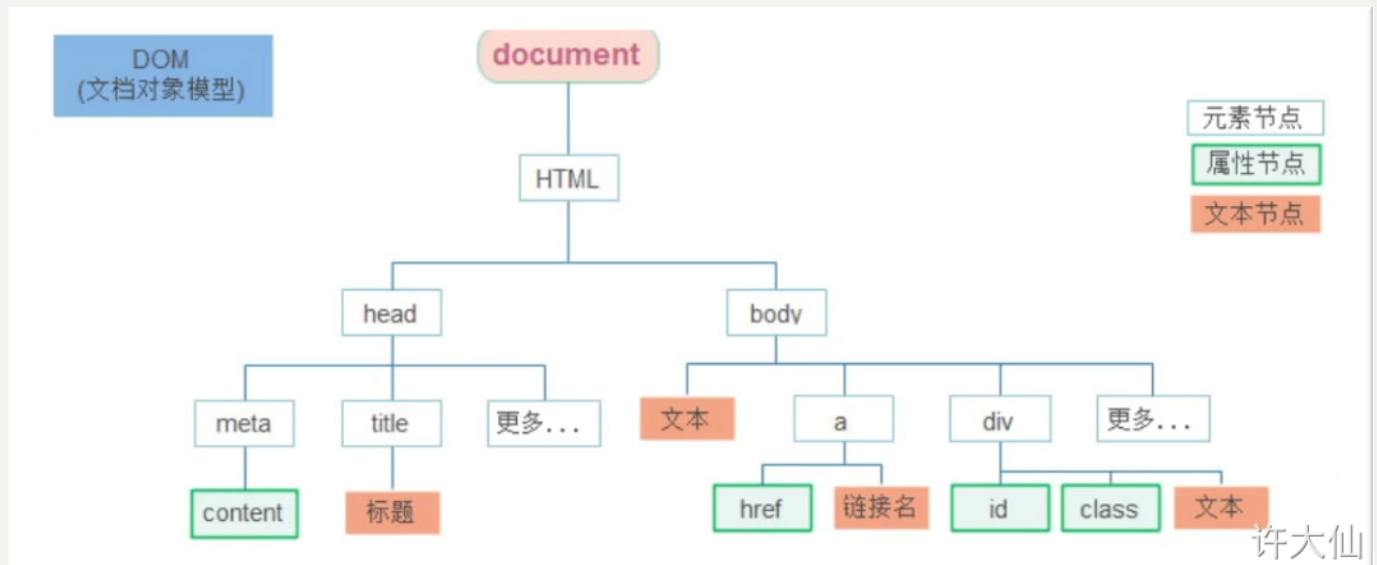 DOM
(文档对象模型)
document
元素节点
属性节点
文本节点
HTML
head
body
meta
title
更多...
文本
a
div
更多...
content
标题
href
链接名
id
class
文本
许大仙